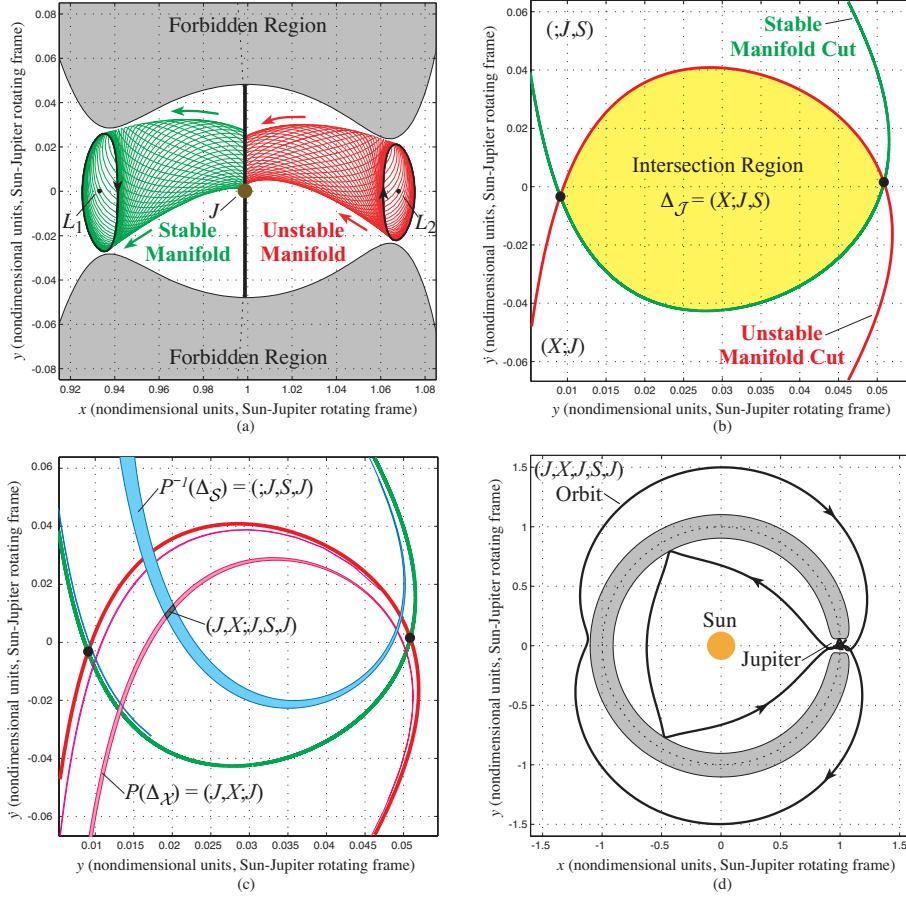 0.08
0.06
0.04
0.02
0
-0.02
-0.04
-0.06
-0.08
y (nondimensional units, Sun-Jupiter rotating frame)
Forbidden Region
J
L1
L2
Stable
Manifold
Unstable
Manifold
Forbidden Region
0.92 0.94 0.96 0.98 1 1.02 1.04 1.06 1.08
x (nondimensional units, Sun-Jupiter rotating frame)
(a)
0.06
0.04
0.02
0
-0.02
-0.04
-0.06
ẏ (nondimensional units, Sun-Jupiter rotating frame)
(;J,S)
Stable
Manifold Cut
Intersection Region
Δ𝒥 = (X;J,S)
(X;J)
Unstable
Manifold Cut
0.01 0.015 0.02 0.025 0.03 0.035 0.04 0.045 0.05
y (nondimensional units, Sun-Jupiter rotating frame)
(b)
0.06
0.04
0.02
0
-0.02
-0.04
-0.06
ẏ (nondimensional units, Sun-Jupiter rotating frame)
P⁻¹(Δ𝒮) = (;J,S,J)
(J,X;J,S,J)
P(Δ𝒳) = (J,X;J)
0.01 0.015 0.02 0.025 0.03 0.035 0.04 0.045 0.05
y (nondimensional units, Sun-Jupiter rotating frame)
(c)
1.5
1.0
0.5
0
-0.5
-1.0
-1.5
y (nondimensional units, Sun-Jupiter rotating frame)
(J,X,J,S,J)
Orbit
Sun
Jupiter
-1.5 -1.0 -0.5 0 0.5 1 1.5
x (nondimensional units, Sun-Jupiter rotating frame)
(d)